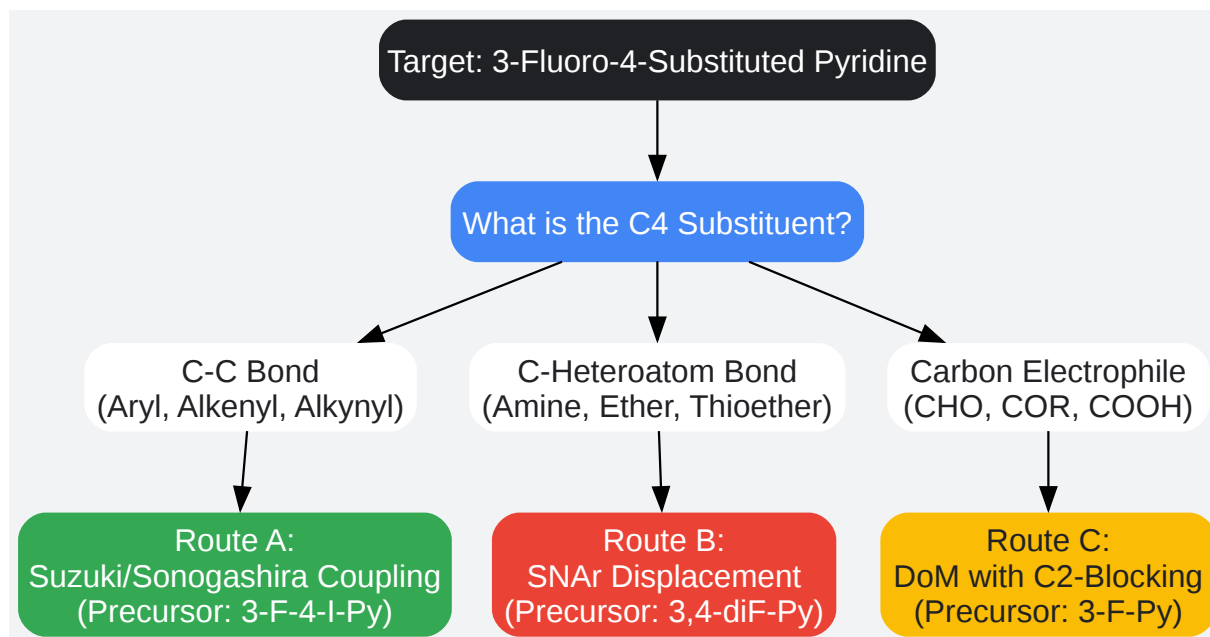 Target: 3-Fluoro-4-Substituted Pyridine
What is the C4 Substituent?
C-C Bond
(Aryl, Alkenyl, Alkynyl)
C-Heteroatom Bond
(Amine, Ether, Thioether)
Carbon Electrophile
(CHO, COR, COOH)
Route A:
Suzuki/Sonogashira Coupling
(Precursor: 3-F-4-I-Py)
Route B:
SNAr Displacement
(Precursor: 3,4-diF-Py)
Route C:
DoM with C2-Blocking
(Precursor: 3-F-Py)